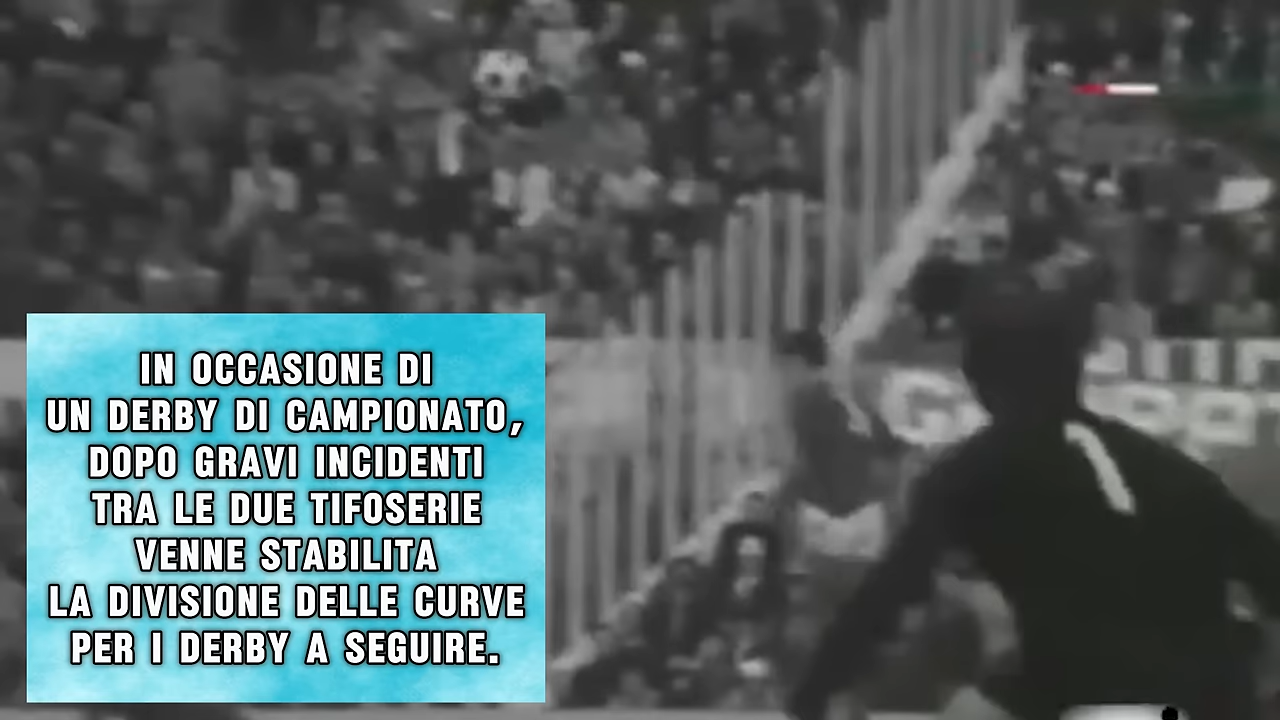 IN OCCASIONE DI
UN DERBY DI CAMPIONATO,
DOPO GRAVI INCIDENTI
TRA LE DUE TIFOSERIE
VENNE STABILITA
LA DIVISIONE DELLE CURVE
PER I DERBY A SEGUIRE.